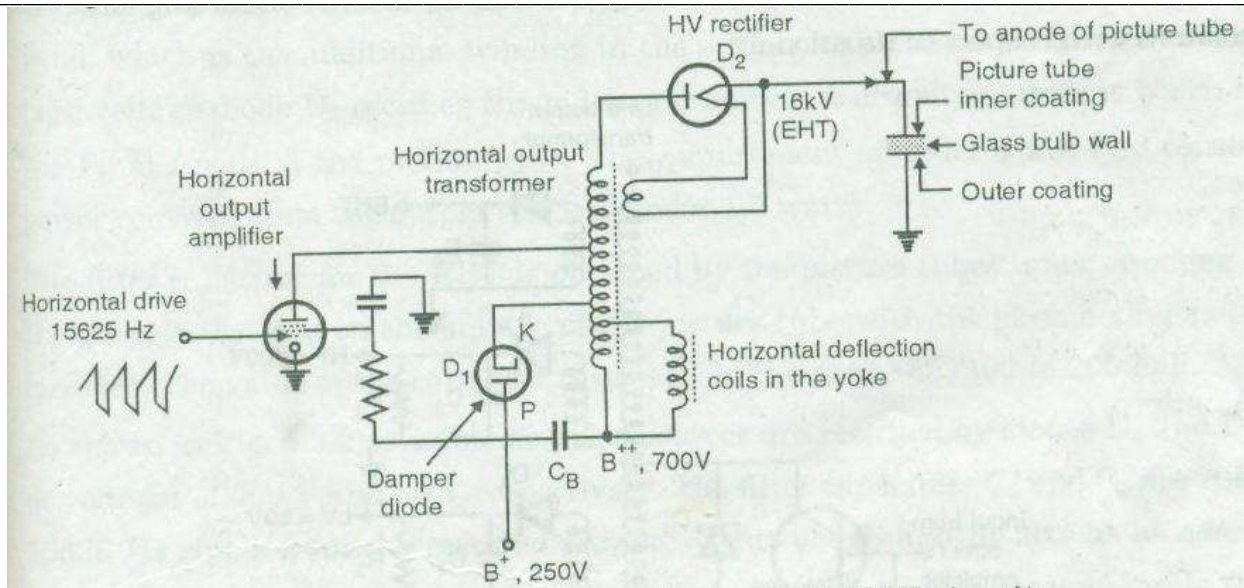 HV rectifier
D2
To anode of picture tube
Picture tube
inner coating
16kV
(EHT)
Glass bulb wall
Horizontal output
transformer
Outer coating
Horizontal
output
amplifier
Horizontal drive
15625 Hz
K
D1
P
Horizontal deflection
coils in the yoke
Damper
diode
CB
B++, 700V
B+, 250V